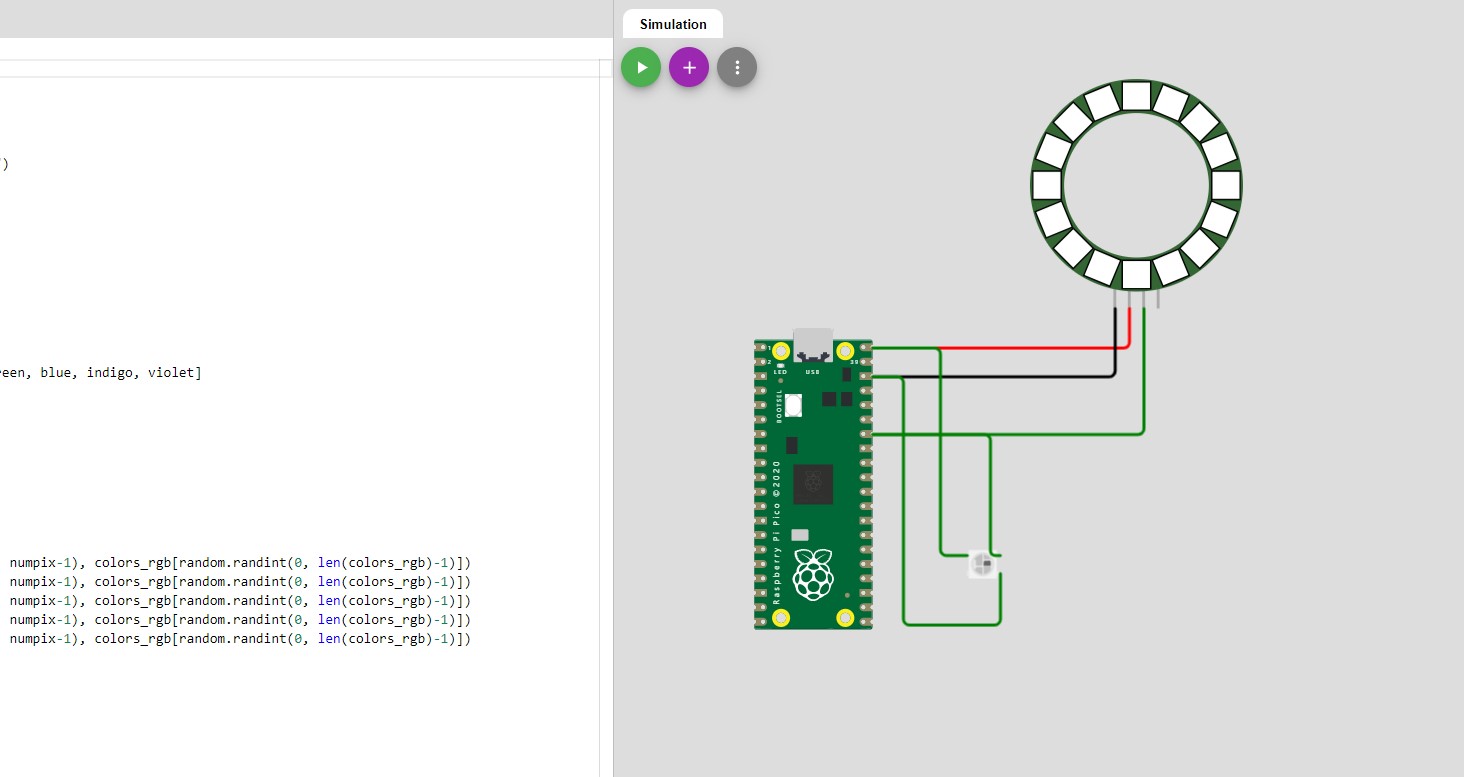 ')
een, blue, indigo, violet]
numpix-1), colors_rgb[random.randint(0, len(colors_rgb)-1)])
numpix-1), colors_rgb[random.randint(0, len(colors_rgb)-1)])
numpix-1), colors_rgb[random.randint(0, len(colors_rgb)-1)])
numpix-1), colors_rgb[random.randint(0, len(colors_rgb)-1)])
numpix-1), colors_rgb[random.randint(0, len(colors_rgb)-1)])
Simulation
1
2
39
LED
USB
BOOTSEL
Raspberry Pi Pico ©2020